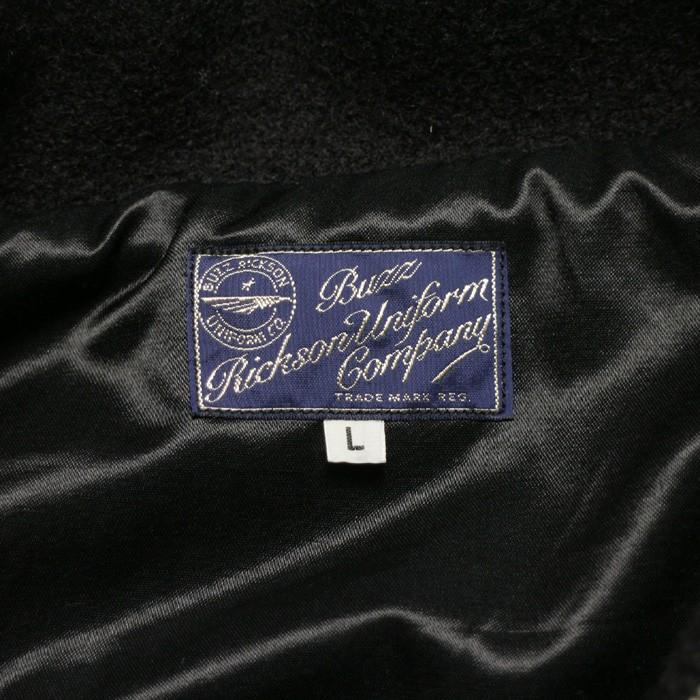 BUZZ RICKSON
UNIFORM CO.
Buzz
Rickson Uniform
Company
TRADE MARK REG.
L